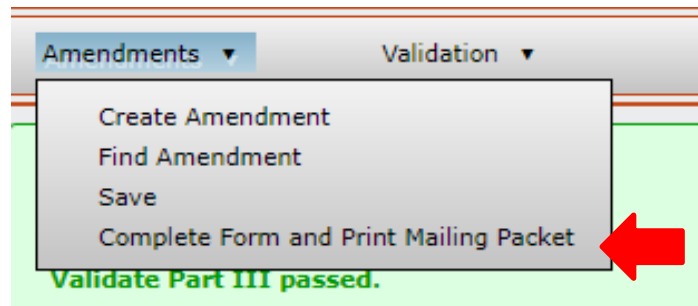 Amendments ▼ Validation ▼
Create Amendment
Find Amendment
Save
Complete Form and Print Mailing Packet
Validate Part III passed.